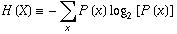 H (X) ≡ - ∑ₓ P (x) log₂ [P (x)]